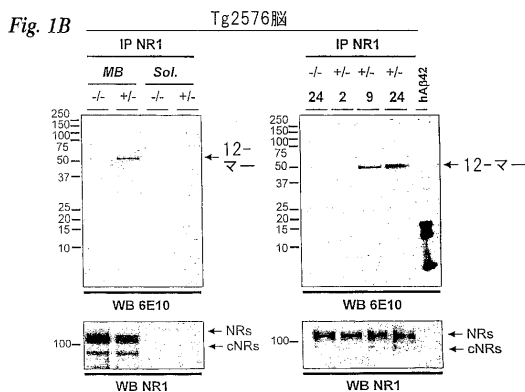 Fig. 1B
Tg2576脳
IP NR1
MB Sol.
-/- +/- -/- +/-
250
150
100
75
50
37
25
20
15
10
12-
マー
WB 6E10
100
NRs
cNRs
WB NR1
IP NR1
-/- +/- +/- +/-
24 2 9 24
hAβ42
250
150
100
75
50
37
25
20
15
10
12-マー
WB 6E10
100
NRs
cNRs
WB NR1